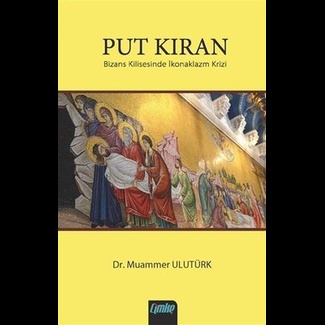 PUT KIRAN
Bizans Kilisesinde İkonaklazm Krizi
Dr. Muammer ULUTÜRK
Çimke